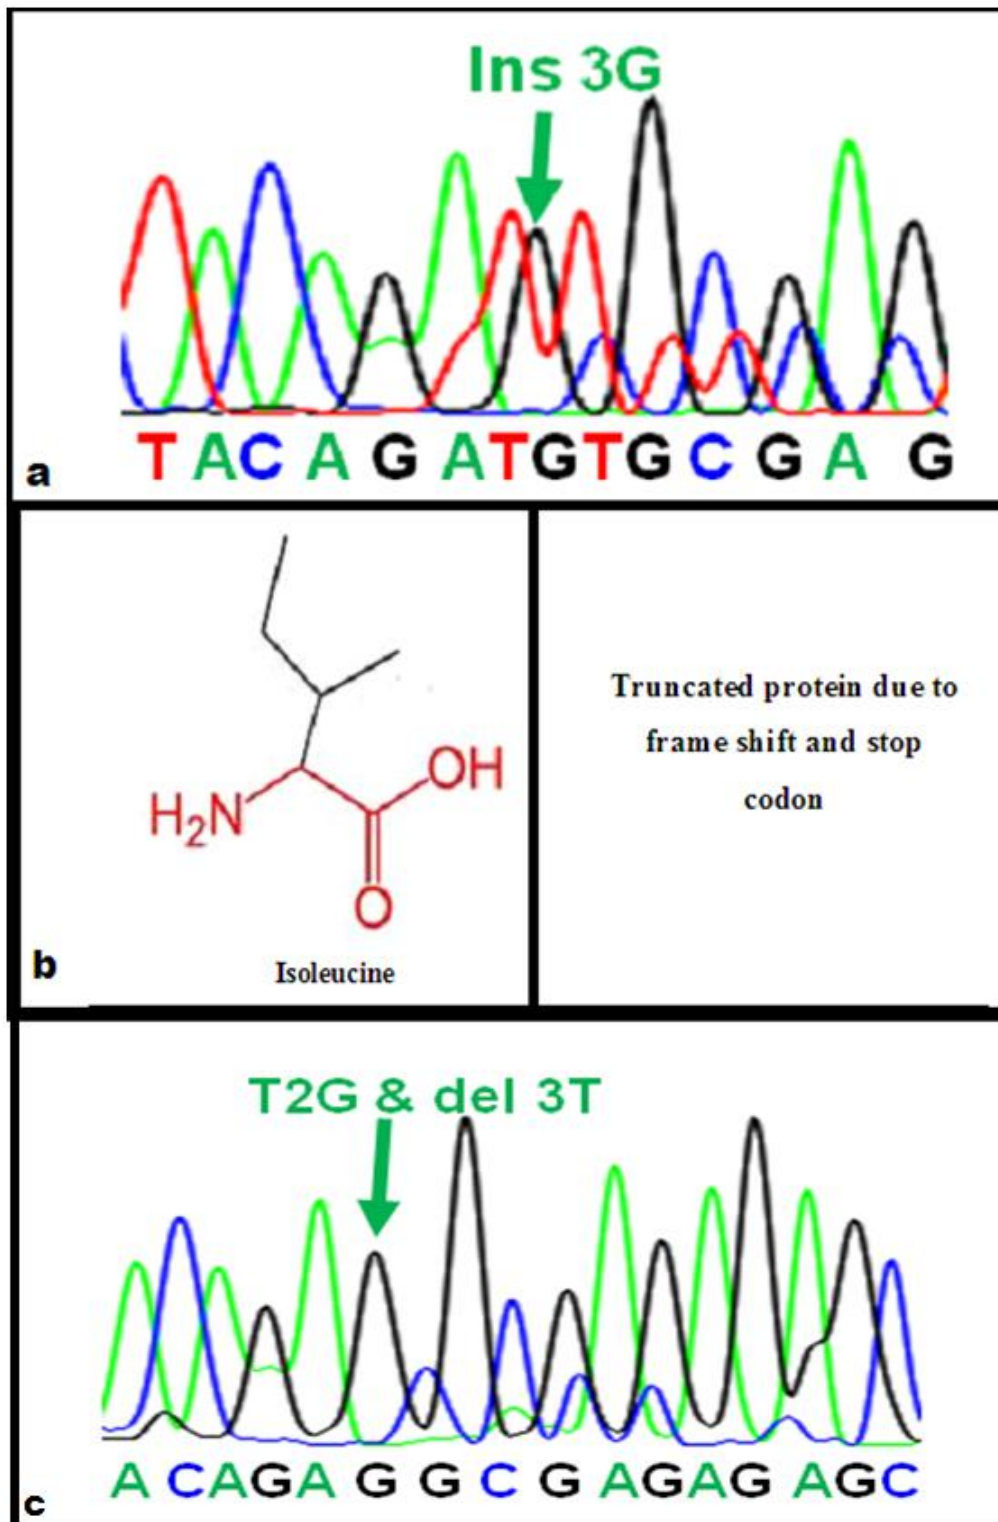 Ins 3G
T A C A G A T G T G C G A G
a
H2N
OH
O
Isoleucine
b
Truncated protein due to
frame shift and stop
codon
T2G & del 3T
A C A G A G G C G A G A G A G C
c